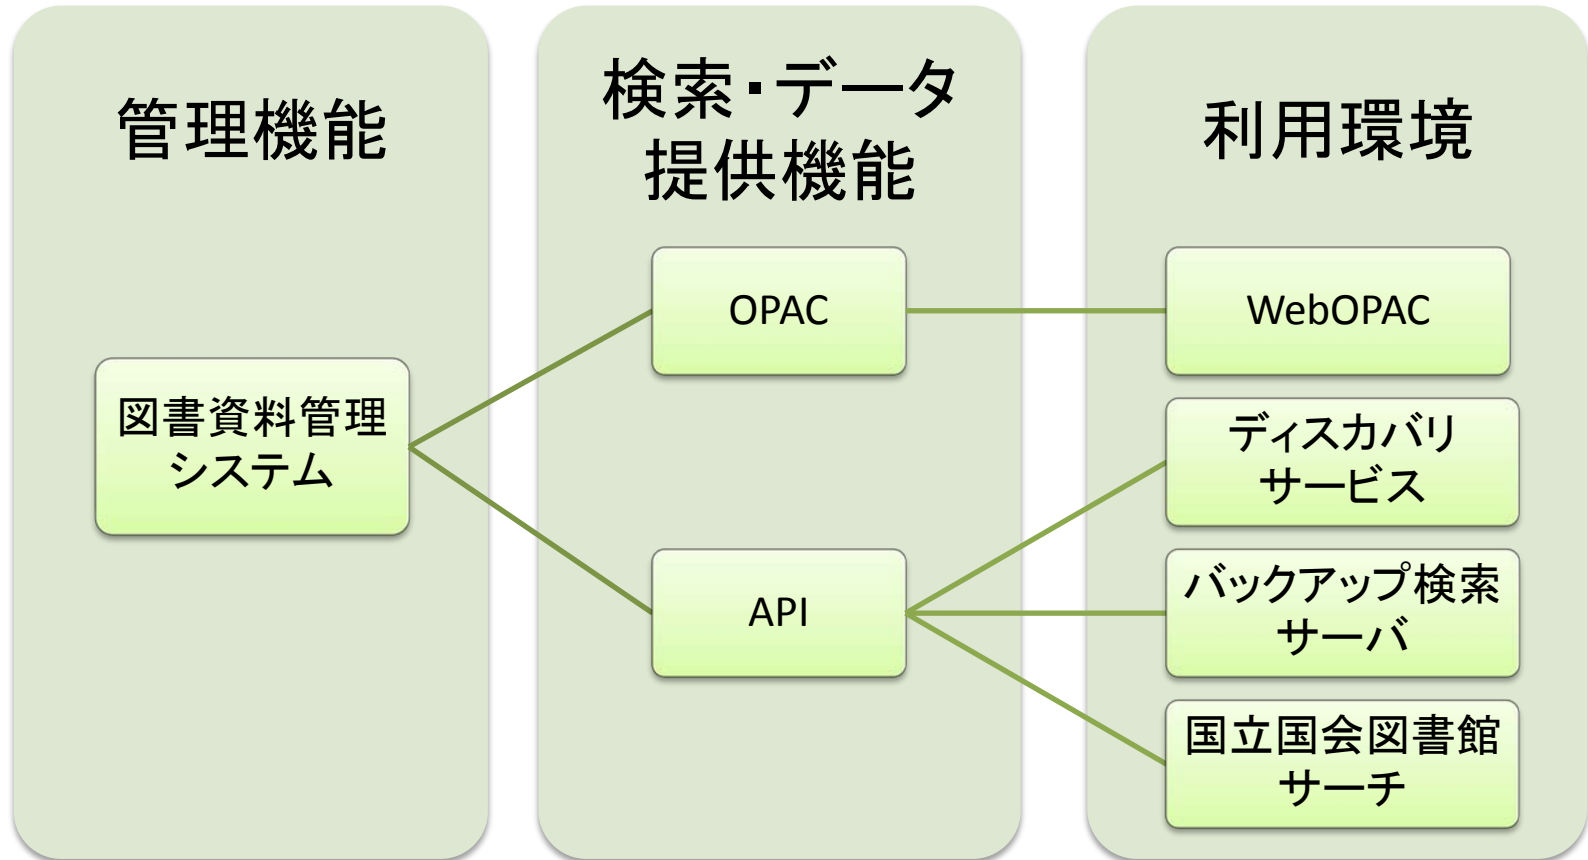 管理機能
図書資料管理
システム
検索・データ
提供機能
OPAC
API
利用環境
WebOPAC
ディスカバリ
サービス
バックアップ検索
サーバ
国立国会図書館
サーチ